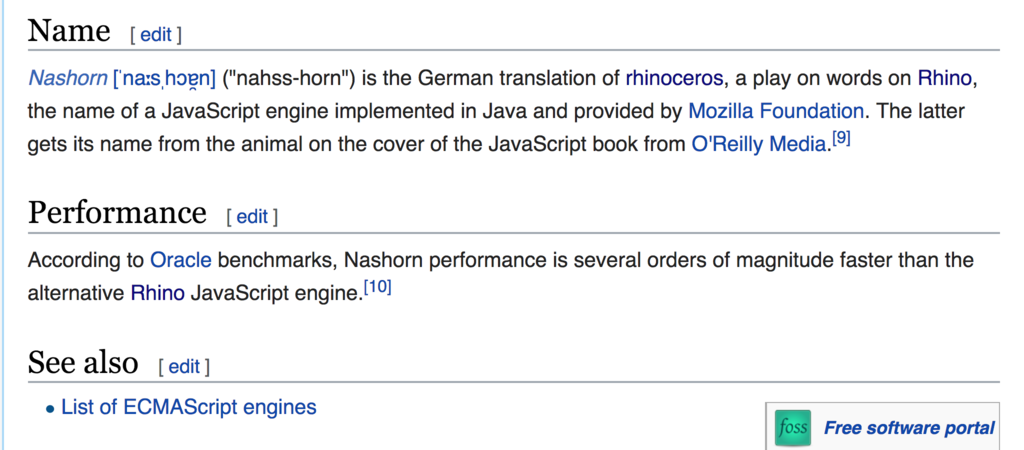 Name [ edit ]
Nashorn [ˈnaːsˌhɔɐ̯n] ("nahss-horn") is the German translation of rhinoceros, a play on words on Rhino,
the name of a JavaScript engine implemented in Java and provided by Mozilla Foundation. The latter
gets its name from the animal on the cover of the JavaScript book from O'Reilly Media.[9]
Performance [ edit ]
According to Oracle benchmarks, Nashorn performance is several orders of magnitude faster than the
alternative Rhino JavaScript engine.[10]
See also [ edit ]
• List of ECMAScript engines
foss Free software portal